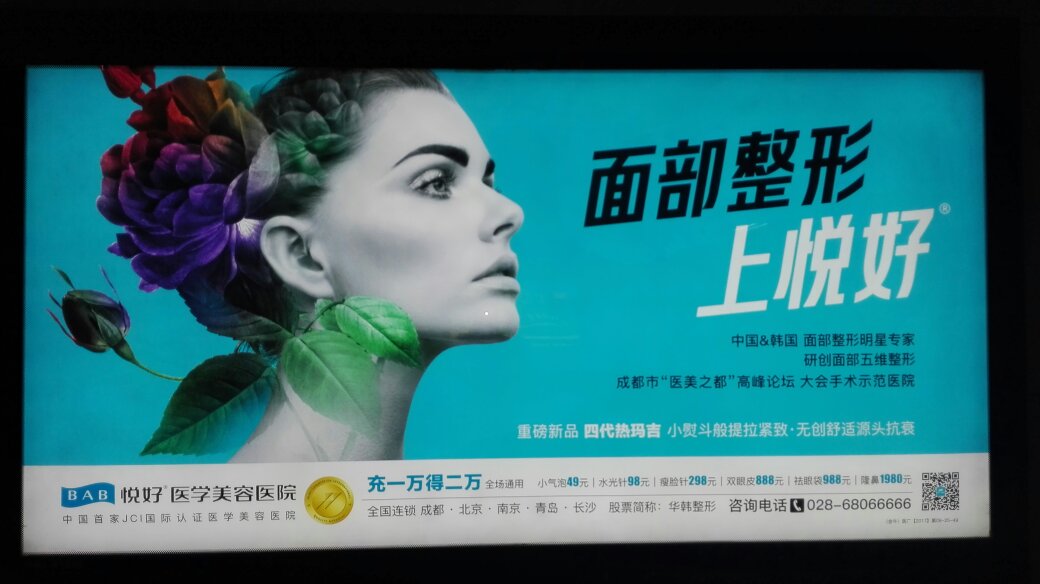 面部整形
上悦好®
中国&韩国 面部整形明星专家
研创面部五维整形
成都市“医美之都”高峰论坛 大会手术示范医院
重磅新品 四代热玛吉 小熨斗般提拉紧致·无创舒适源头抗衰
BAB 悦好®医学美容医院
中国首家JCI国际认证医学美容医院
充一万得二万 全场通用 小气泡49元 | 水光针98元 | 瘦脸针298元 | 双眼皮888元 | 祛眼袋988元 | 隆鼻1980元
全国连锁 成都·北京·南京·青岛·长沙 股票简称：华韩整形 咨询电话 028-68066666